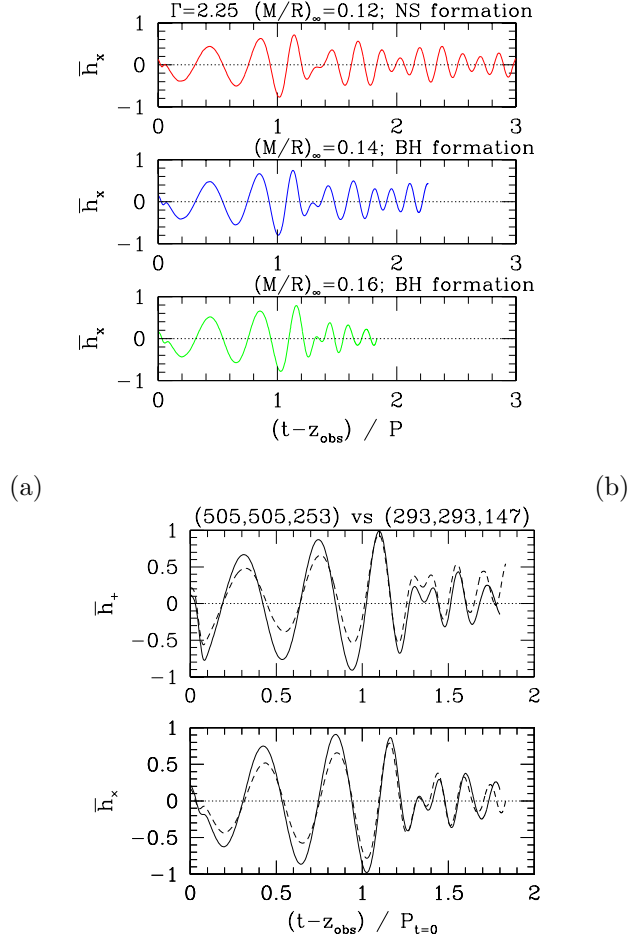 Γ=2.25 (M/R)∞=0.12; NS formation
h̅ₓ
1
0
−1
0 1 2 3
(M/R)∞=0.14; BH formation
h̅ₓ
1
0
−1
0 1 2 3
(M/R)∞=0.16; BH formation
h̅ₓ
1
0
−1
0 1 2 3
(t−z_obs) / P
(a) (b)
(505,505,253) vs (293,293,147)
h̅₊
1
0.5
0
−0.5
−1
0 0.5 1 1.5 2
h̅ₓ
1
0.5
0
−0.5
−1
0 0.5 1 1.5 2
(t−z_obs) / P_t=0